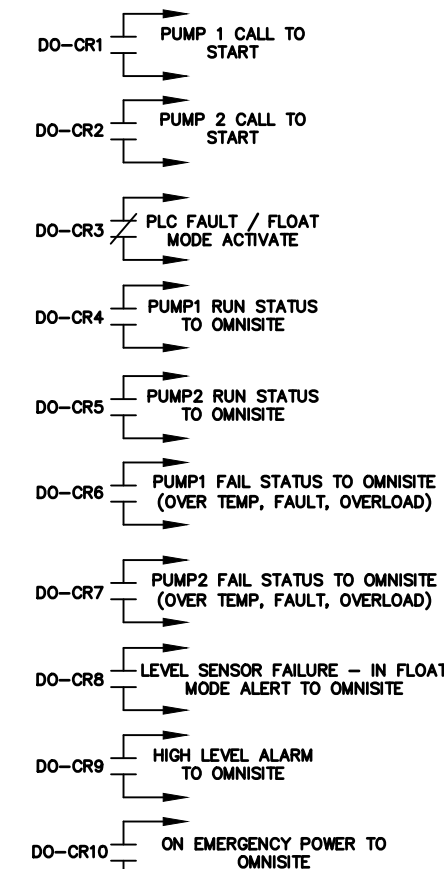 DO-CR1
PUMP 1 CALL TO
START
DO-CR2
PUMP 2 CALL TO
START
DO-CR3
PLC FAULT / FLOAT
MODE ACTIVATE
DO-CR4
PUMP1 RUN STATUS
TO OMNISITE
DO-CR5
PUMP2 RUN STATUS
TO OMNISITE
DO-CR6
PUMP1 FAIL STATUS TO OMNISITE
(OVER TEMP, FAULT, OVERLOAD)
DO-CR7
PUMP2 FAIL STATUS TO OMNISITE
(OVER TEMP, FAULT, OVERLOAD)
DO-CR8
LEVEL SENSOR FAILURE – IN FLOAT
MODE ALERT TO OMNISITE
DO-CR9
HIGH LEVEL ALARM
TO OMNISITE
DO-CR10
ON EMERGENCY POWER TO
OMNISITE